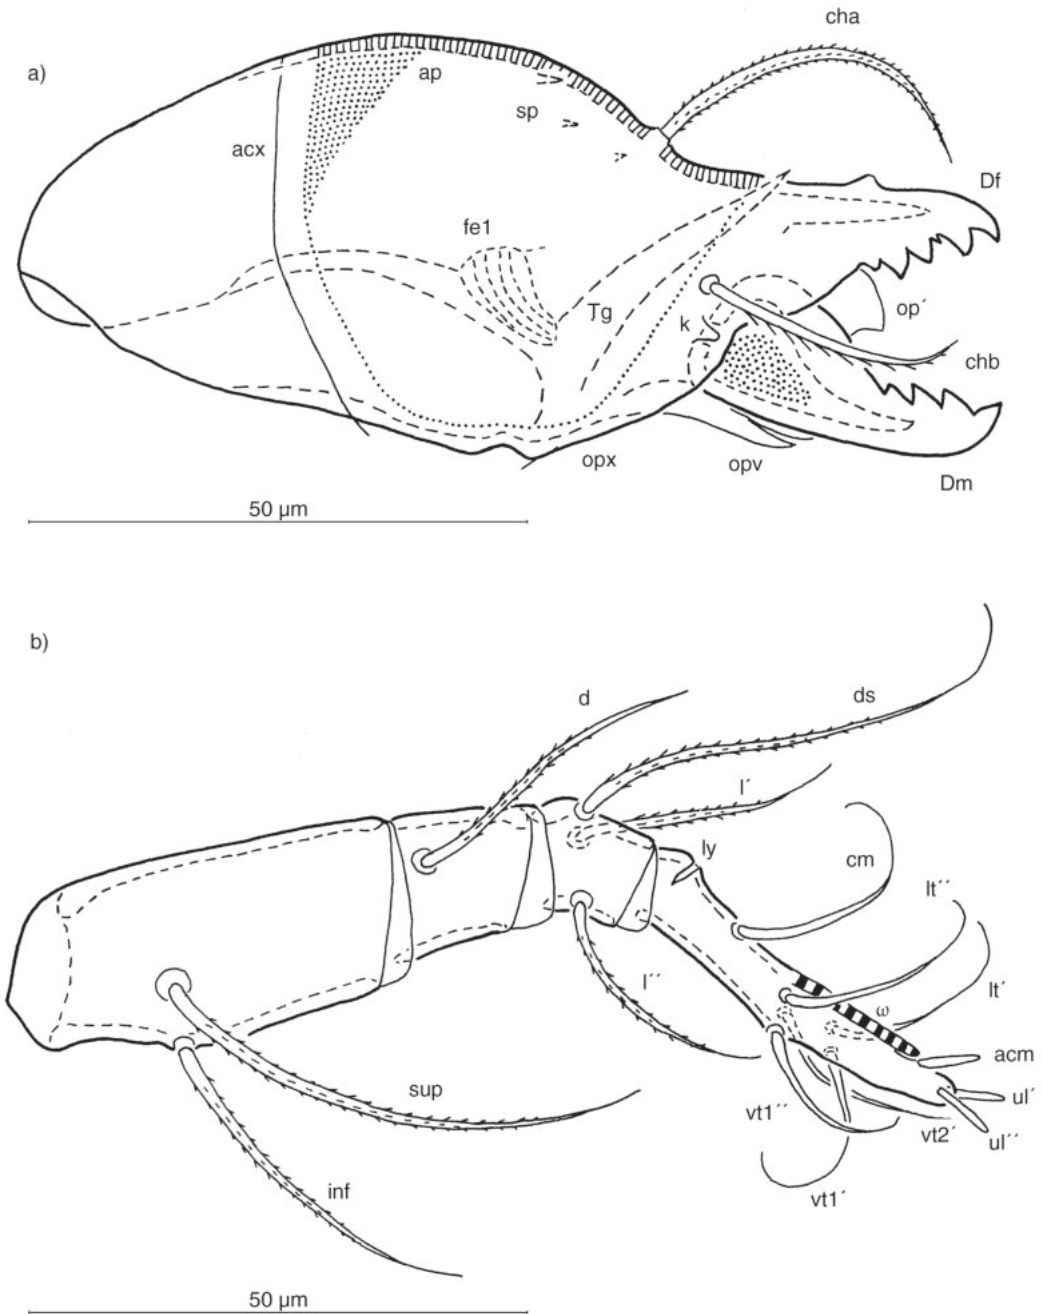 cha
a)
ap
sp
acx
Df
fe1
Tg
k
op´
chb
opx
opv
Dm
50 µm
b)
d
ds
l´
ly
cm
lt´´
l´´
ω
lt´
acm
sup
vt1´´
vt2´
ul´
ul´´
inf
vt1´
50 µm